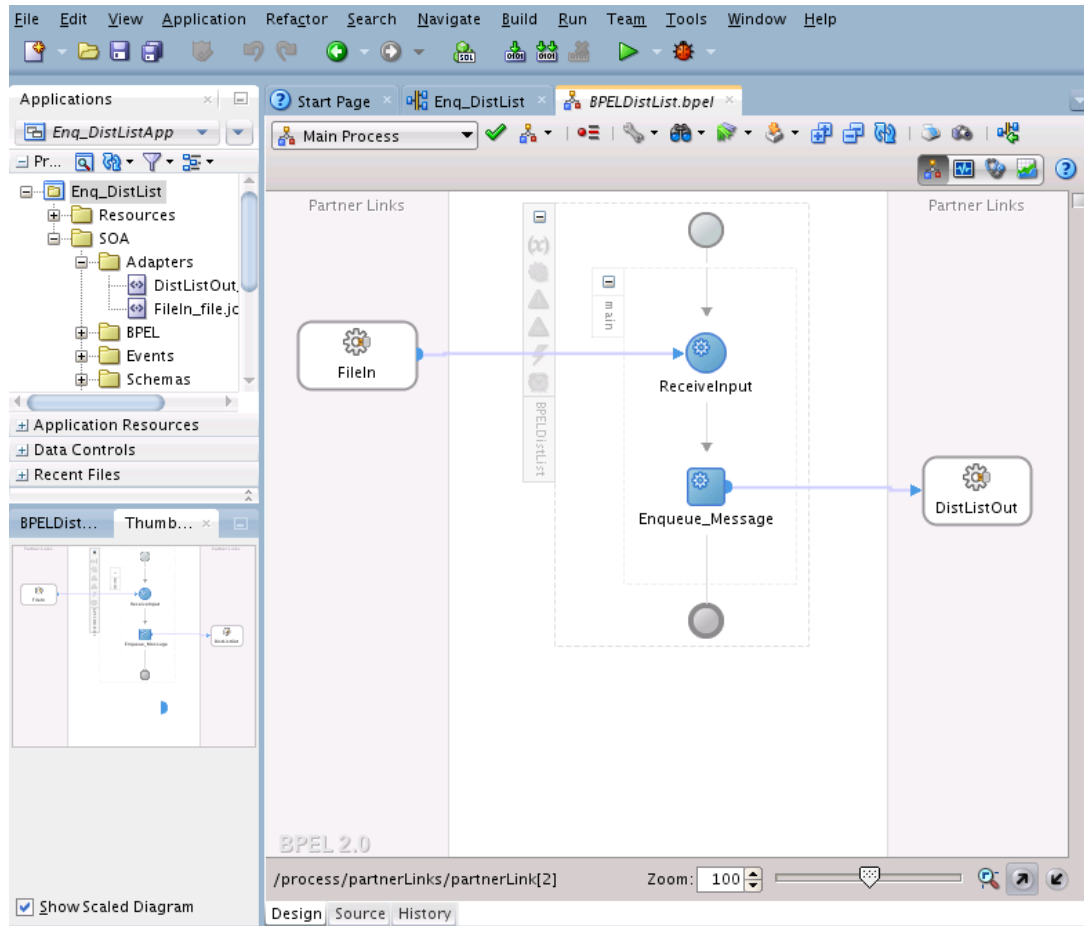 File Edit View Application Refactor Search Navigate Build Run Team Tools Window Help
Applications
Enq_DistListApp
Pr...
Enq_DistList
Resources
SOA
Adapters
DistListOut_
FileIn_file.jc
BPEL
Events
Schemas
Application Resources
Data Controls
Recent Files
BPELDist... Thumb...
Show Scaled Diagram
Start Page Enq_DistList BPELDistList.bpel
Main Process
Partner Links Partner Links
(x)
main
FileIn
ReceiveInput
BPELDistList
Enqueue_Message
DistListOut
BPEL 2.0
/process/partnerLinks/partnerLink[2] Zoom: 100
Design Source History